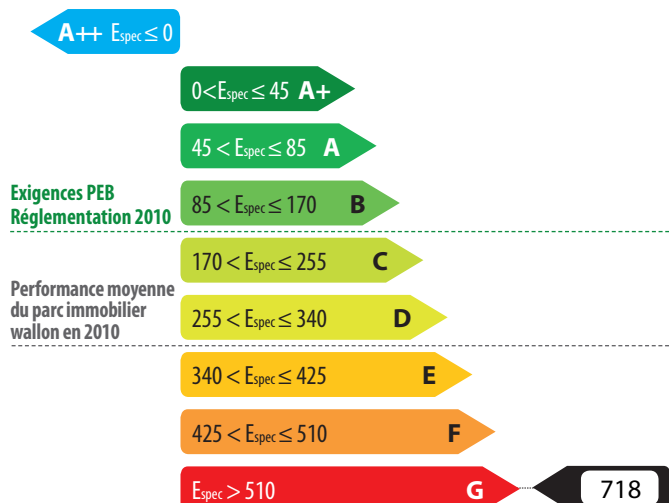 A++ Espec ≤ 0
0<Espec ≤ 45 A+
45 < Espec ≤ 85 A
Exigences PEB
Réglementation 2010
85 < Espec ≤ 170 B
170 < Espec ≤ 255 C
Performance moyenne
du parc immobilier
wallon en 2010
255 < Espec ≤ 340 D
340 < Espec ≤ 425 E
425 < Espec ≤ 510 F
Espec > 510 G 718